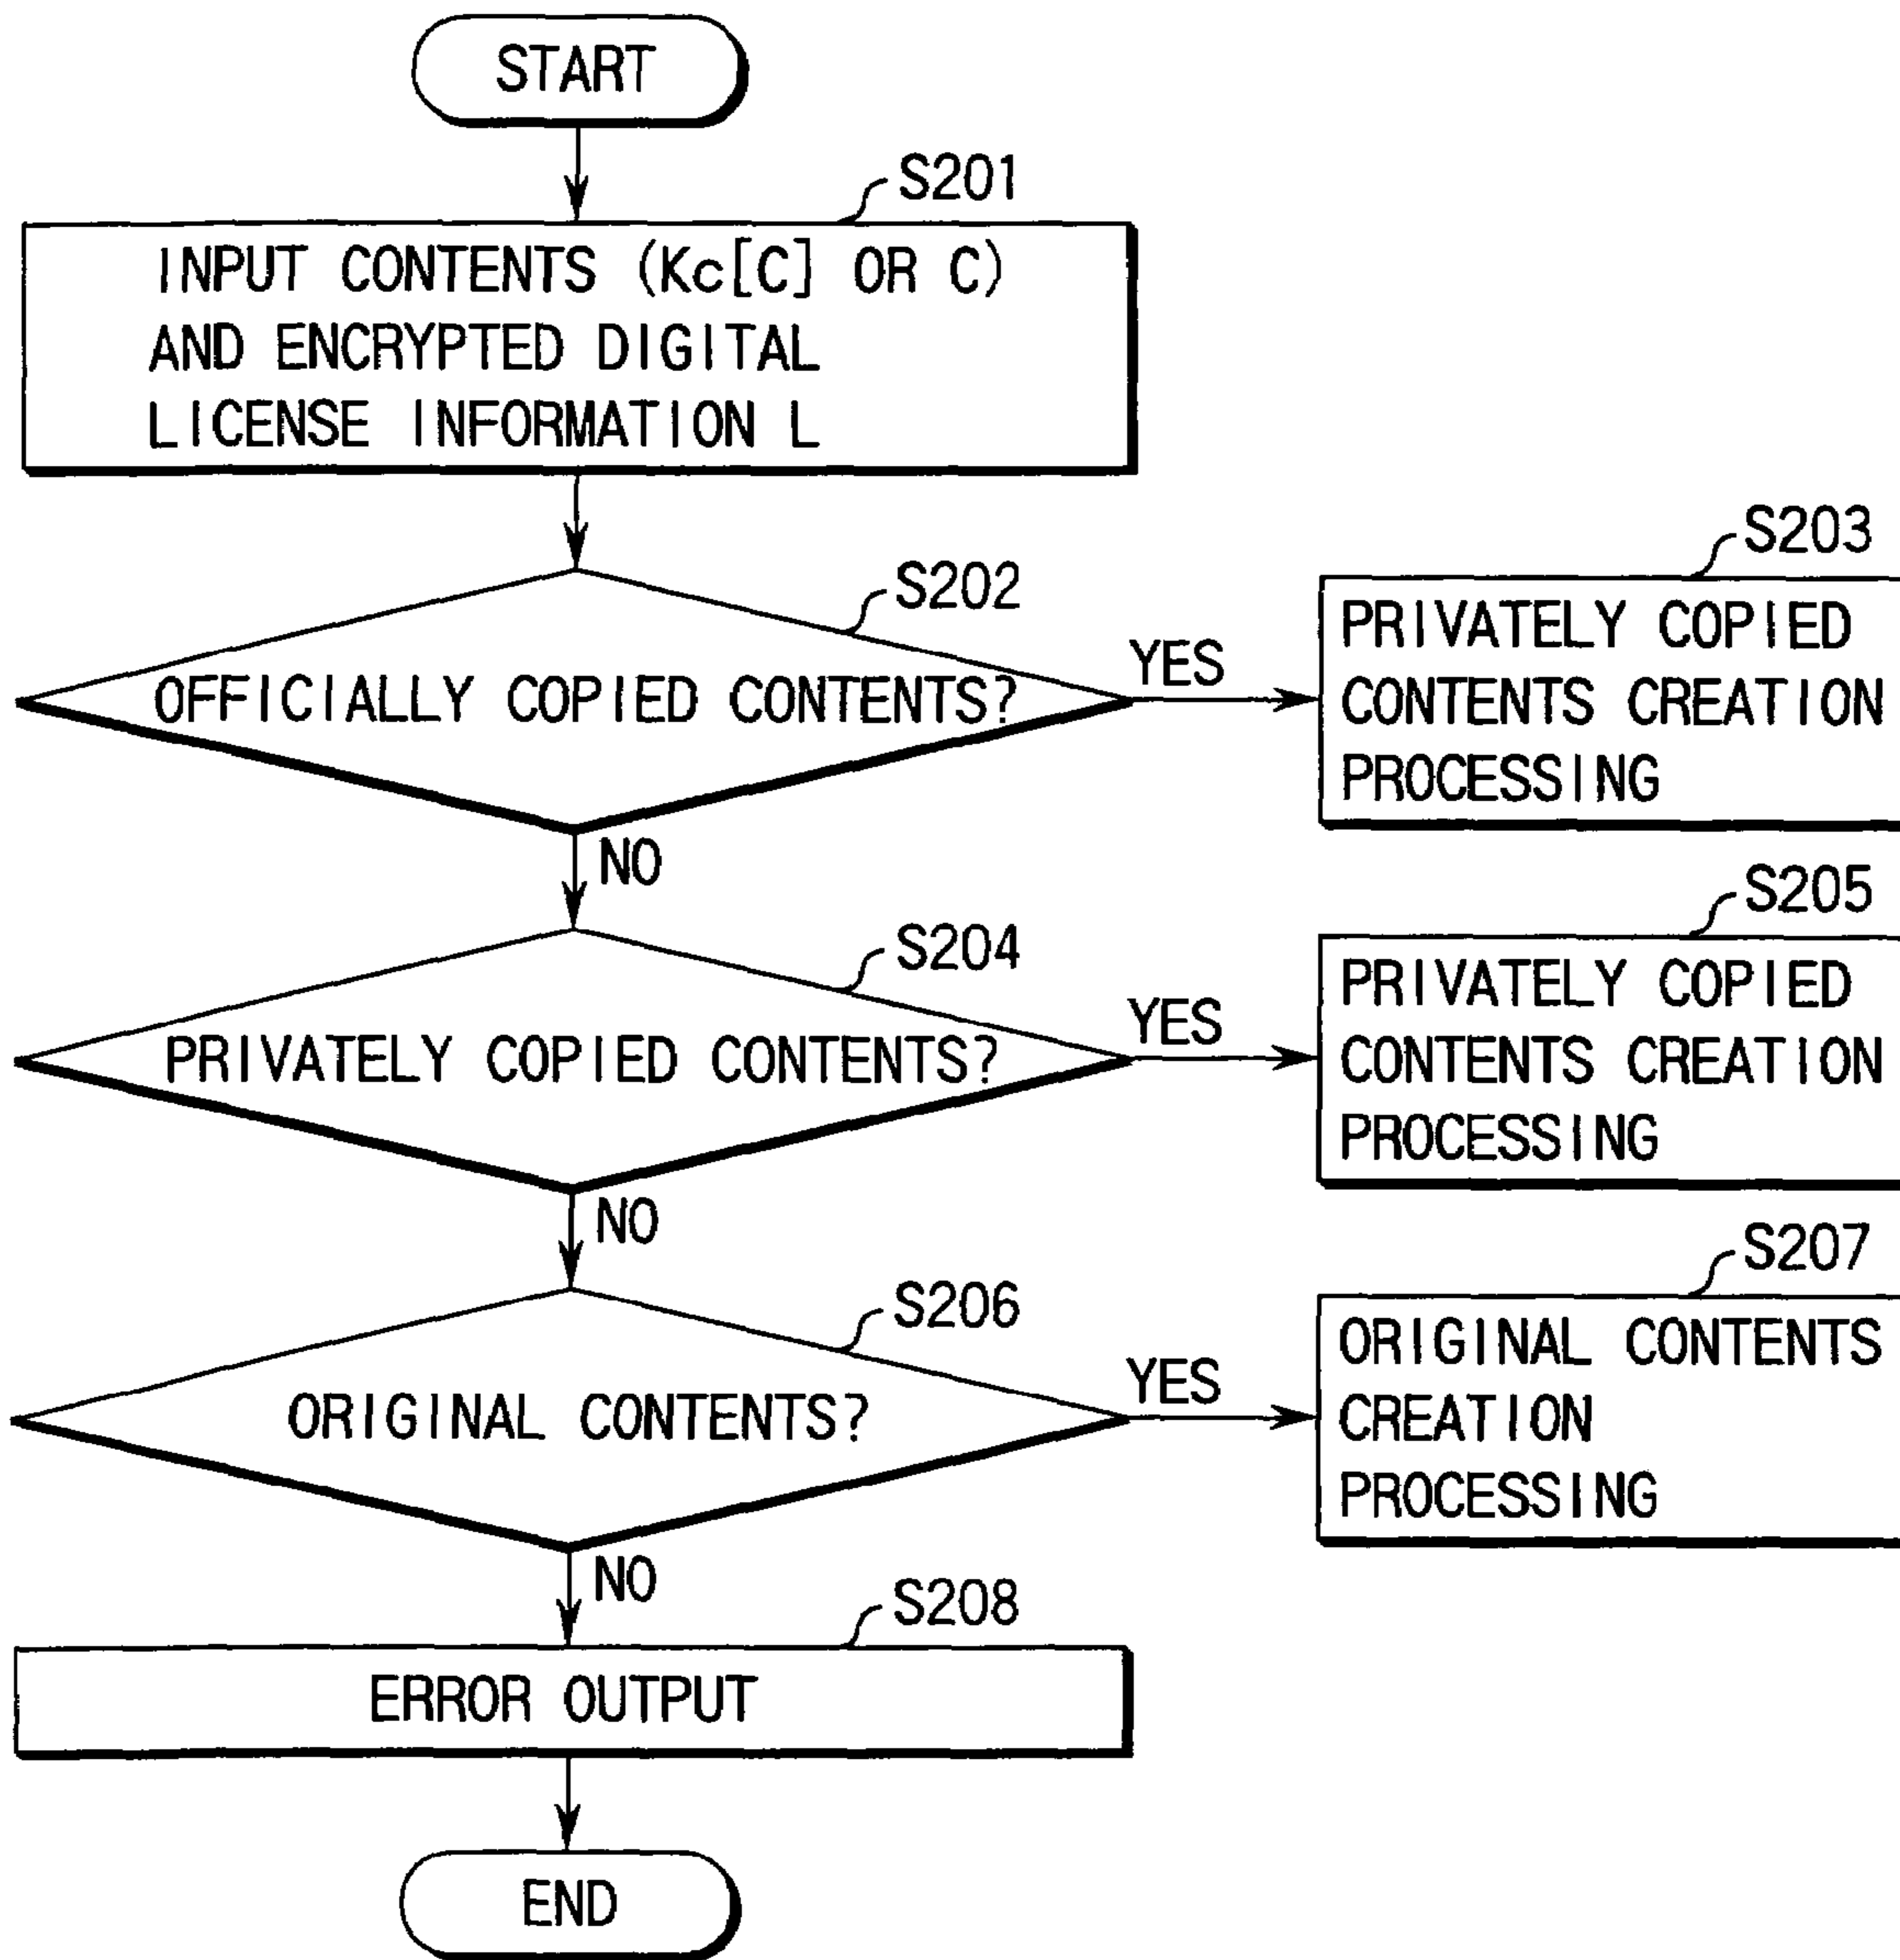 START
S201
INPUT CONTENTS (Kc[C] OR C)
AND ENCRYPTED DIGITAL
LICENSE INFORMATION L
S202
OFFICIALLY COPIED CONTENTS?
YES
S203
PRIVATELY COPIED
CONTENTS CREATION
PROCESSING
NO
S204
PRIVATELY COPIED CONTENTS?
YES
S205
PRIVATELY COPIED
CONTENTS CREATION
PROCESSING
NO
S206
ORIGINAL CONTENTS?
YES
S207
ORIGINAL CONTENTS
CREATION
PROCESSING
NO
S208
ERROR OUTPUT
END